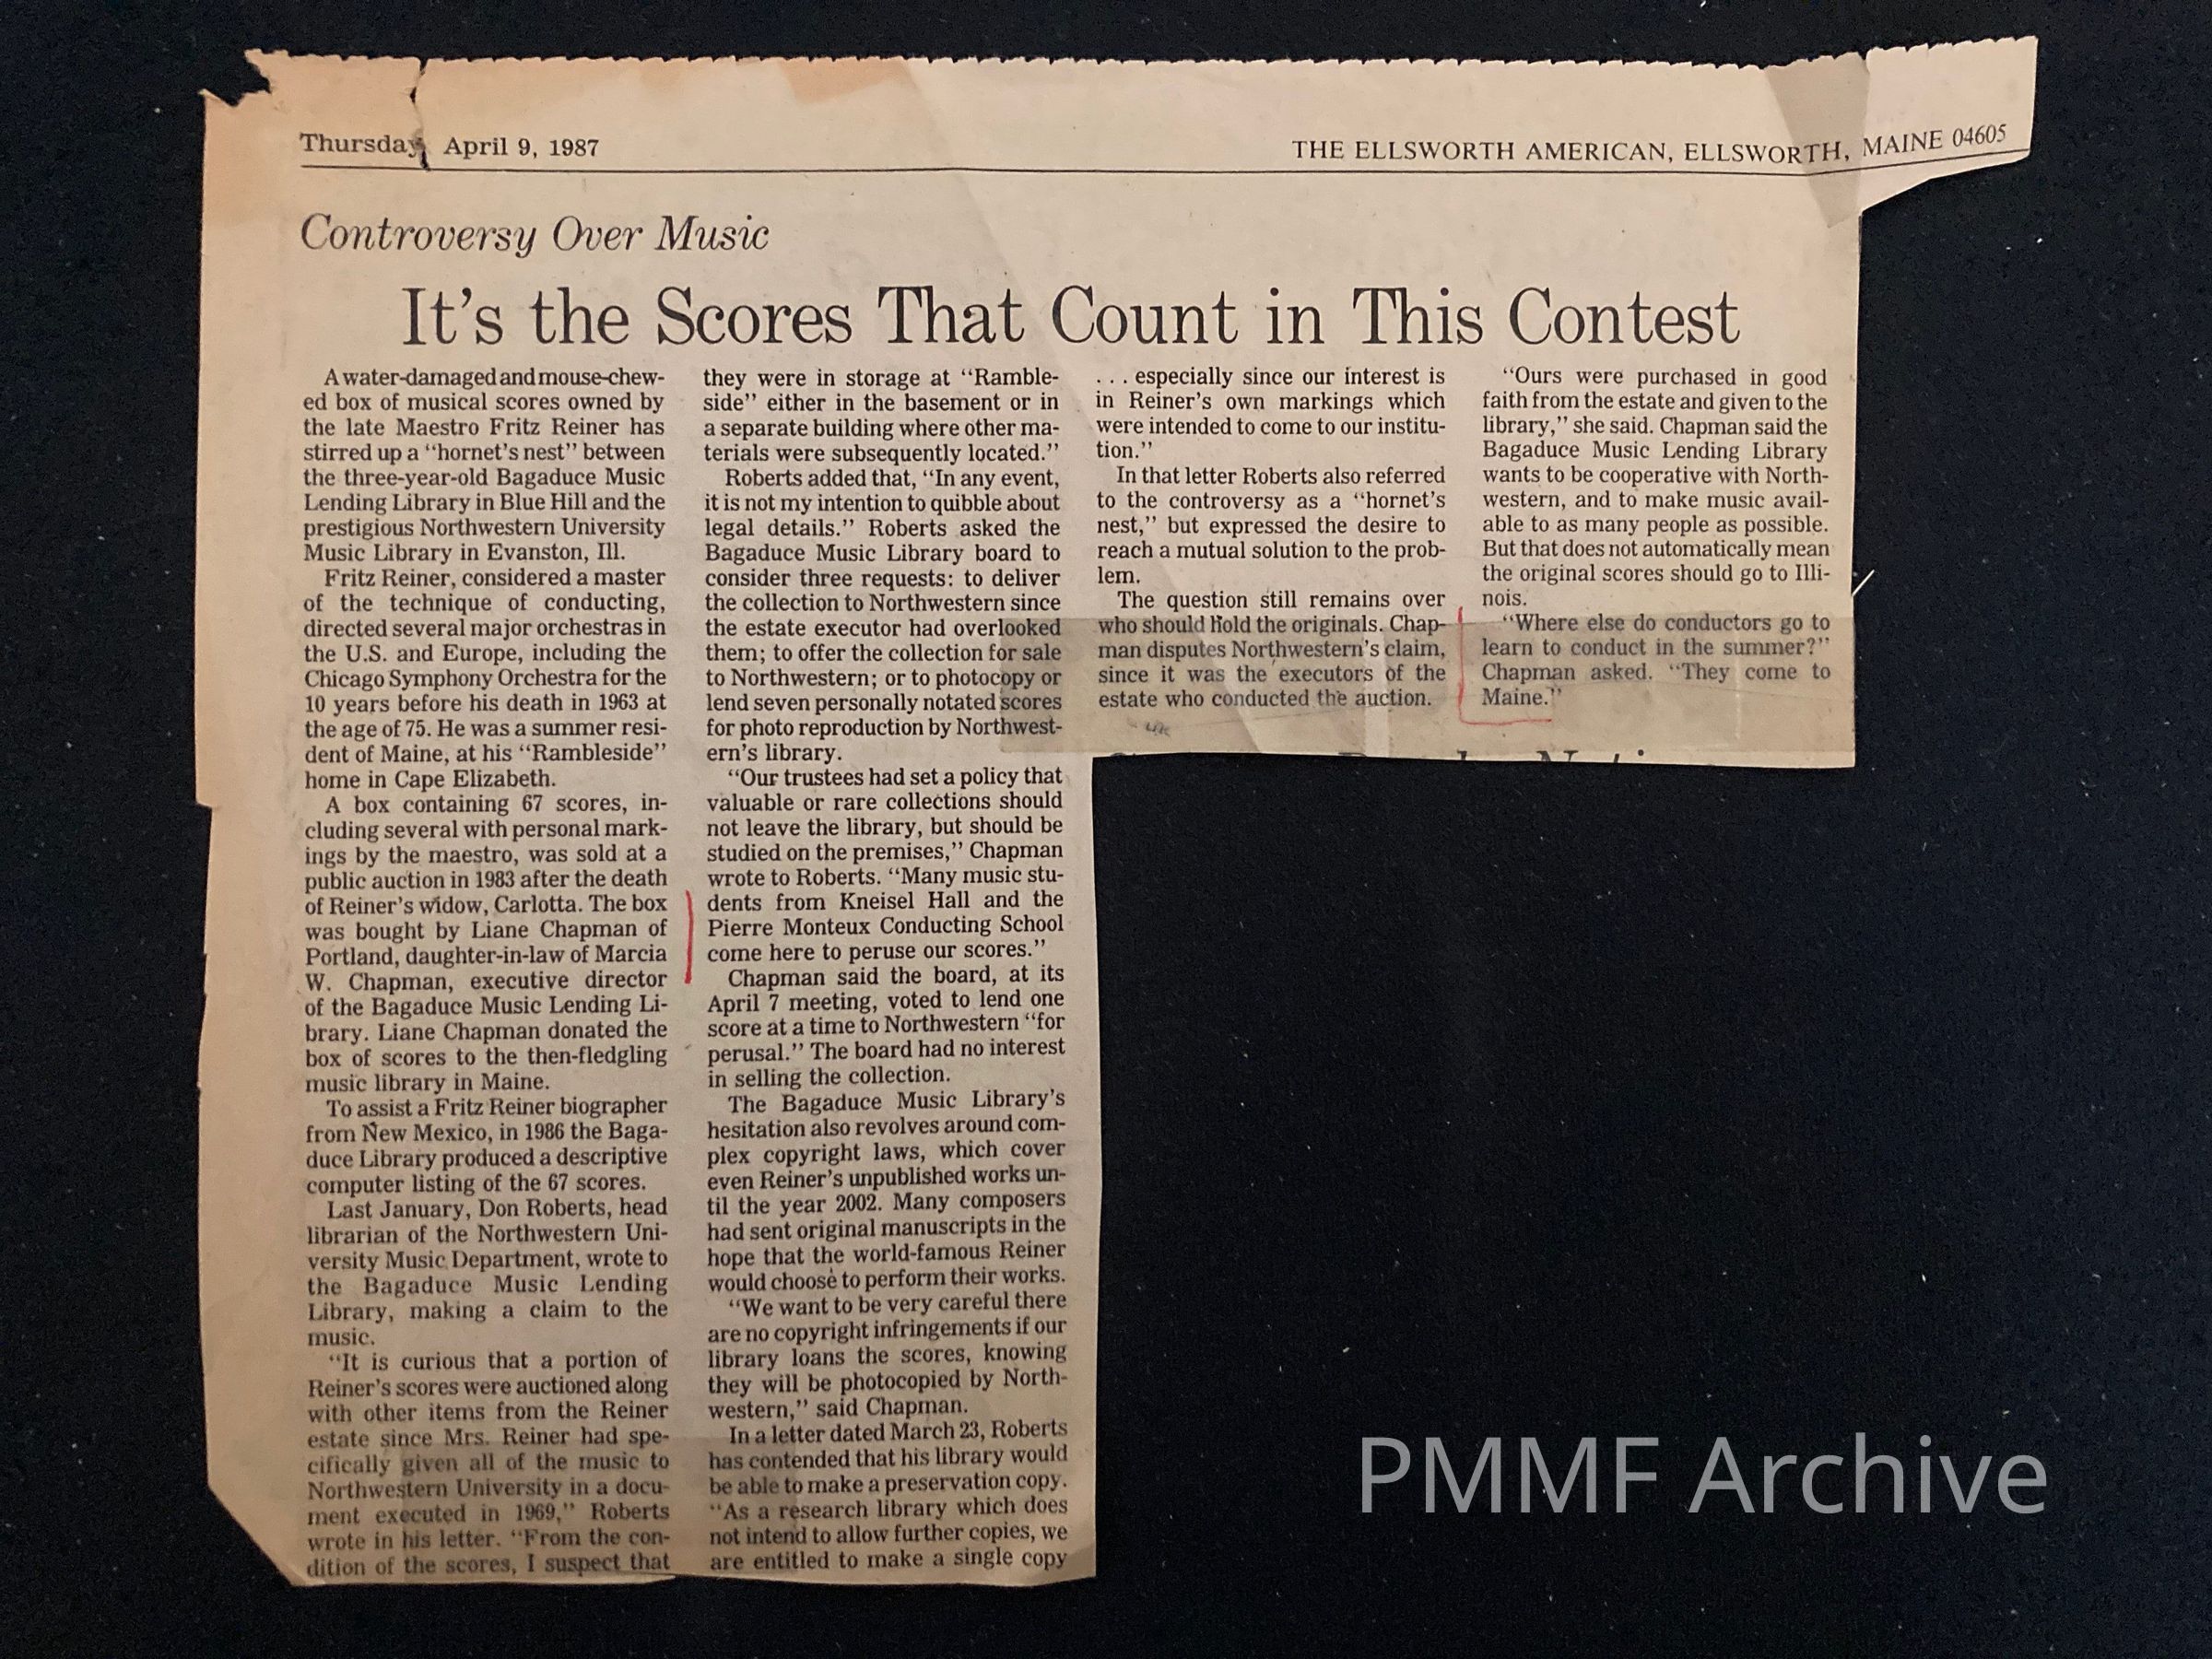 Thursday, April 9, 1987
THE ELLSWORTH AMERICAN, ELLSWORTH, MAINE 04605
Controversy Over Music
It's the Scores That Count in This Contest
A water-damaged and mouse-chew-
ed box of musical scores owned by
the late Maestro Fritz Reiner has
stirred up a “hornet's nest” between
the three-year-old Bagaduce Music
Lending Library in Blue Hill and the
prestigious Northwestern University
Music Library in Evanston, Ill.
Fritz Reiner, considered a master
of the technique of conducting,
directed several major orchestras in
the U.S. and Europe, including the
Chicago Symphony Orchestra for the
10 years before his death in 1963 at
the age of 75. He was a summer resi-
dent of Maine, at his “Rambleside”
home in Cape Elizabeth.
A box containing 67 scores, in-
cluding several with personal mark-
ings by the maestro, was sold at a
public auction in 1983 after the death
of Reiner's widow, Carlotta. The box
was bought by Liane Chapman of
Portland, daughter-in-law of Marcia
W. Chapman, executive director
of the Bagaduce Music Lending Li-
brary. Liane Chapman donated the
box of scores to the then-fledgling
music library in Maine.
To assist a Fritz Reiner biographer
from New Mexico, in 1986 the Baga-
duce Library produced a descriptive
computer listing of the 67 scores.
Last January, Don Roberts, head
librarian of the Northwestern Uni-
versity Music Department, wrote to
the Bagaduce Music Lending
Library, making a claim to the
music.
“It is curious that a portion of
Reiner's scores were auctioned along
with other items from the Reiner
estate since Mrs. Reiner had spe-
cifically given all of the music to
Northwestern University in a docu-
ment executed in 1969,” Roberts
wrote in his letter. “From the con-
dition of the scores, I suspect that
they were in storage at “Ramble-
side” either in the basement or in
a separate building where other ma-
terials were subsequently located.”
Roberts added that, “In any event,
it is not my intention to quibble about
legal details.” Roberts asked the
Bagaduce Music Library board to
consider three requests: to deliver
the collection to Northwestern since
the estate executor had overlooked
them; to offer the collection for sale
to Northwestern; or to photocopy or
lend seven personally notated scores
for photo reproduction by Northwest-
ern's library.
“Our trustees had set a policy that
valuable or rare collections should
not leave the library, but should be
studied on the premises,” Chapman
wrote to Roberts. “Many music stu-
dents from Kneisel Hall and the
Pierre Monteux Conducting School
come here to peruse our scores.”
Chapman said the board, at its
April 7 meeting, voted to lend one
score at a time to Northwestern “for
perusal.” The board had no interest
in selling the collection.
The Bagaduce Music Library's
hesitation also revolves around com-
plex copyright laws, which cover
even Reiner's unpublished works un-
til the year 2002. Many composers
had sent original manuscripts in the
hope that the world-famous Reiner
would choose to perform their works.
“We want to be very careful there
are no copyright infringements if our
library loans the scores, knowing
they will be photocopied by North-
western,” said Chapman.
In a letter dated March 23, Roberts
has contended that his library would
be able to make a preservation copy.
“As a research library which does
not intend to allow further copies, we
are entitled to make a single copy
. . . especially since our interest is
in Reiner's own markings which
were intended to come to our institu-
tion.”
In that letter Roberts also referred
to the controversy as a “hornet's
nest,” but expressed the desire to
reach a mutual solution to the prob-
lem.
The question still remains over
who should hold the originals. Chap-
man disputes Northwestern's claim,
since it was the executors of the
estate who conducted the auction.
“Ours were purchased in good
faith from the estate and given to the
library,” she said. Chapman said the
Bagaduce Music Lending Library
wants to be cooperative with North-
western, and to make music avail-
able to as many people as possible.
But that does not automatically mean
the original scores should go to Illi-
nois.
“Where else do conductors go to
learn to conduct in the summer?”
Chapman asked. “They come to
Maine.”
PMMF Archive